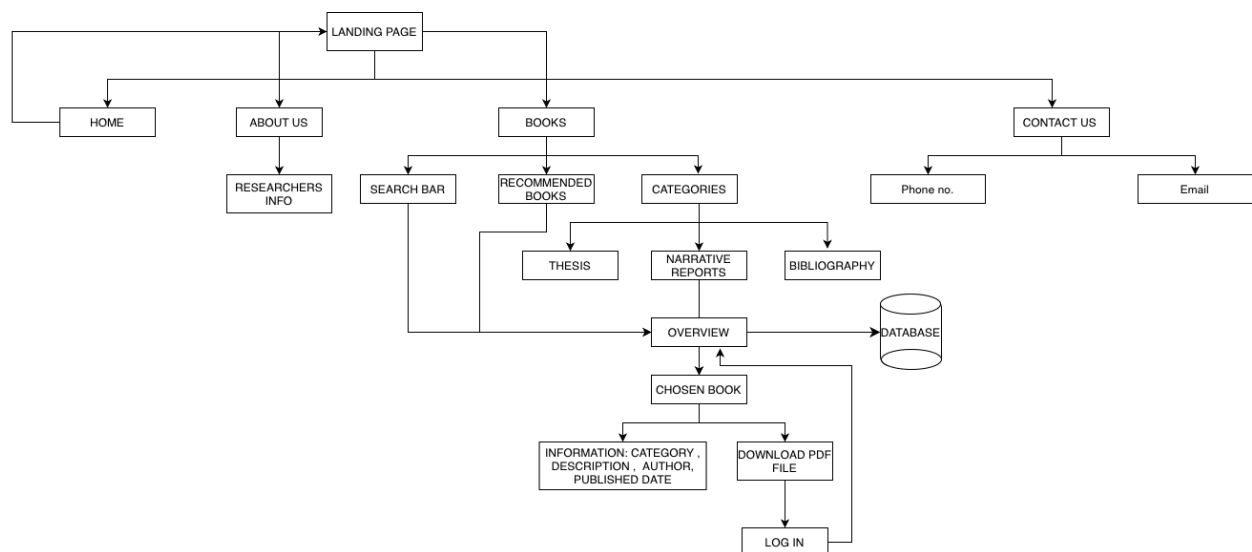 LANDING PAGE
HOME
ABOUT US
BOOKS
CONTACT US
RESEARCHERS
INFO
SEARCH BAR
RECOMMENDED
BOOKS
CATEGORIES
Phone no.
Email
THESIS
NARRATIVE
REPORTS
BIBLIOGRAPHY
OVERVIEW
DATABASE
CHOSEN BOOK
INFORMATION: CATEGORY ,
DESCRIPTION , AUTHOR,
PUBLISHED DATE
DOWNLOAD PDF
FILE
LOG IN